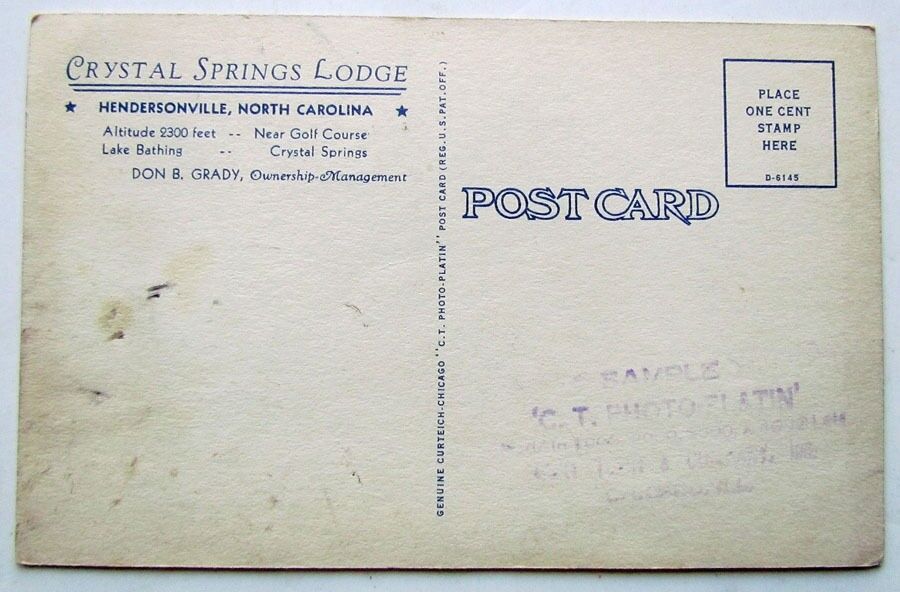 CRYSTAL SPRINGS LODGE
★ HENDERSONVILLE, NORTH CAROLINA ★
Altitude 2300 feet -- Near Golf Course
Lake Bathing -- Crystal Springs
DON B. GRADY, Ownership-Management
GENUINE CURTEICH-CHICAGO "C.T. PHOTO-PLATIN" POST CARD (REG. U.S. PAT. OFF.)
POST CARD
PLACE
ONE CENT
STAMP
HERE
D-6145
SAMPLE
'C. T. PHOTO PLATIN'